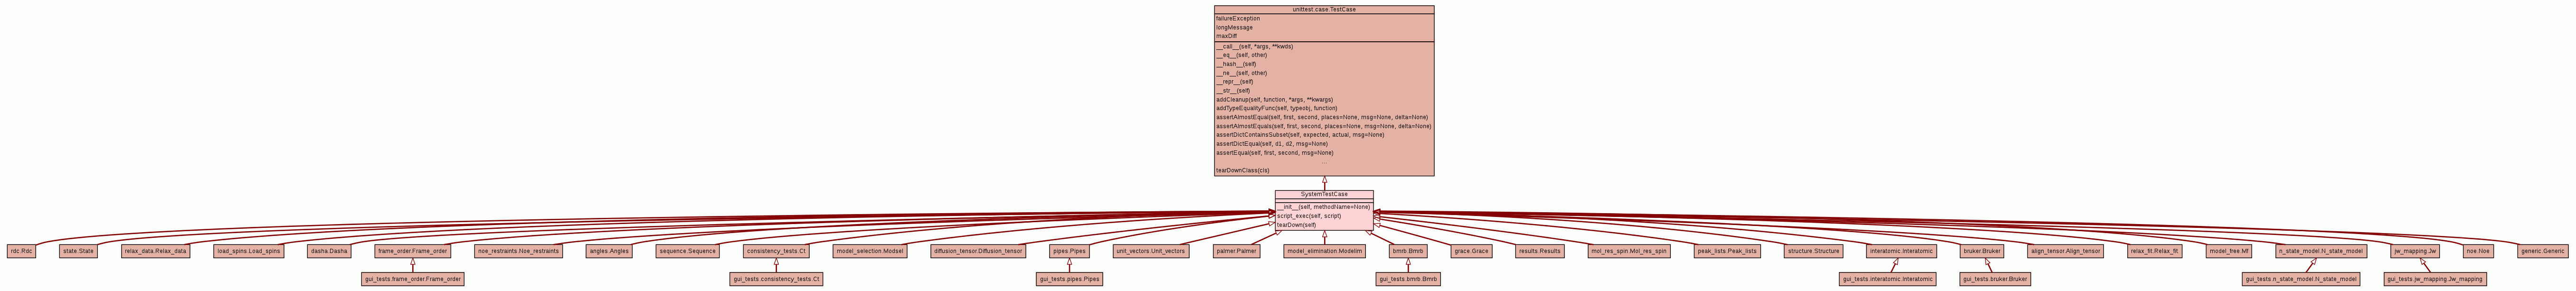 unittest.case.TestCase
failureException
longMessage
maxDiff
__call__(self, *args, **kwds)
__eq__(self, other)
__hash__(self)
__ne__(self, other)
__repr__(self)
__str__(self)
addCleanup(self, function, *args, **kwargs)
addTypeEqualityFunc(self, typeobj, function)
assertAlmostEqual(self, first, second, places=None, msg=None, delta=None)
assertAlmostEquals(self, first, second, places=None, msg=None, delta=None)
assertDictContainsSubset(self, expected, actual, msg=None)
assertDictEqual(self, d1, d2, msg=None)
assertEqual(self, first, second, msg=None)
...
tearDownClass(cls)
SystemTestCase
__init__(self, methodName=None)
script_exec(self, script)
tearDown(self)
rdc.Rdc
state.State
relax_data.Relax_data
load_spins.Load_spins
dasha.Dasha
frame_order.Frame_order
noe_restraints.Noe_restraints
angles.Angles
sequence.Sequence
consistency_tests.Ct
model_selection.Modsel
diffusion_tensor.Diffusion_tensor
pipes.Pipes
unit_vectors.Unit_vectors
palmer.Palmer
model_elimination.Modelim
bmrb.Bmrb
grace.Grace
results.Results
mol_res_spin.Mol_res_spin
peak_lists.Peak_lists
structure.Structure
interatomic.Interatomic
bruker.Bruker
align_tensor.Align_tensor
relax_fit.Relax_fit
model_free.Mf
n_state_model.N_state_model
jw_mapping.Jw
noe.Noe
generic.Generic
gui_tests.frame_order.Frame_order
gui_tests.consistency_tests.Ct
gui_tests.pipes.Pipes
gui_tests.bmrb.Bmrb
gui_tests.interatomic.Interatomic
gui_tests.bruker.Bruker
gui_tests.n_state_model.N_state_model
gui_tests.jw_mapping.Jw_mapping